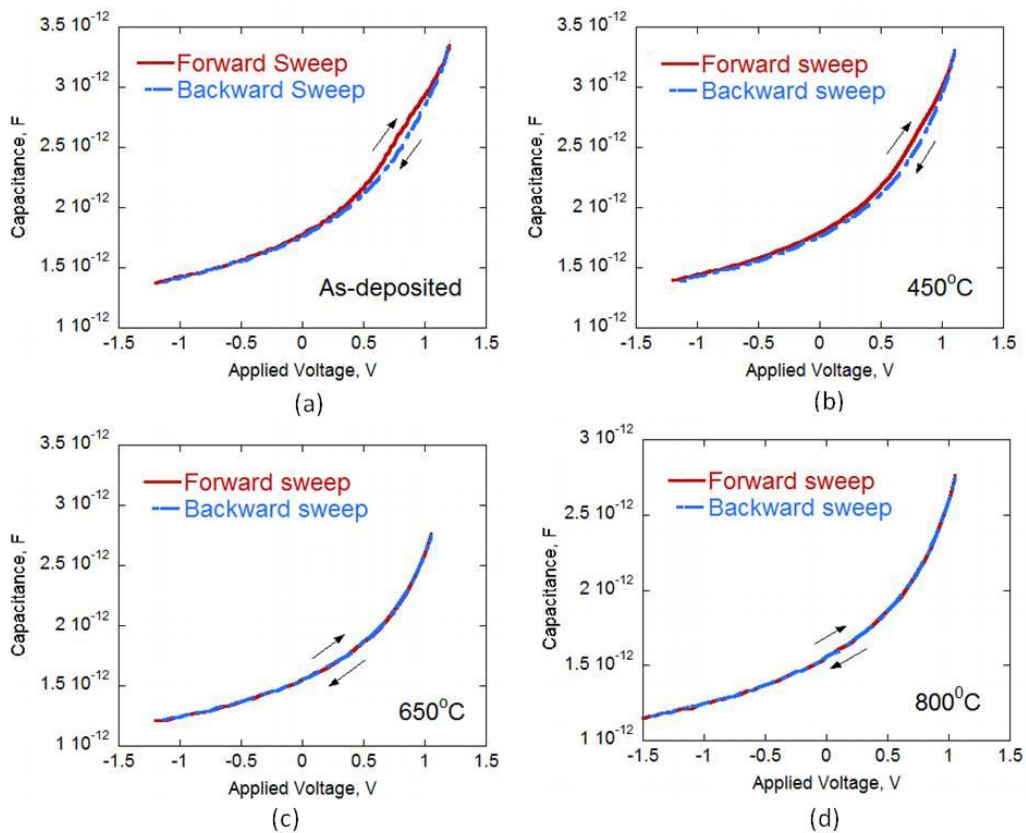 3.5 10⁻¹²
3 10⁻¹²
2.5 10⁻¹²
2 10⁻¹²
1.5 10⁻¹²
1 10⁻¹²
Capacitance, F
Forward Sweep
Backward Sweep
As-deposited
-1.5 -1 -0.5 0 0.5 1 1.5
Applied Voltage, V
(a)
3.5 10⁻¹²
3 10⁻¹²
2.5 10⁻¹²
2 10⁻¹²
1.5 10⁻¹²
1 10⁻¹²
Capacitance, F
Forward sweep
Backward sweep
450⁰C
-1.5 -1 -0.5 0 0.5 1 1.5
Applied Voltage, V
(b)
3.5 10⁻¹²
3 10⁻¹²
2.5 10⁻¹²
2 10⁻¹²
1.5 10⁻¹²
1 10⁻¹²
Capacitance, F
Forward sweep
Backward sweep
650⁰C
-1.5 -1 -0.5 0 0.5 1 1.5
Applied Voltage, V
(c)
3 10⁻¹²
2.5 10⁻¹²
2 10⁻¹²
1.5 10⁻¹²
1 10⁻¹²
Capacitance, F
Forward sweep
Backward sweep
800⁰C
-1.5 -1 -0.5 0 0.5 1 1.5
Applied Voltage, V
(d)